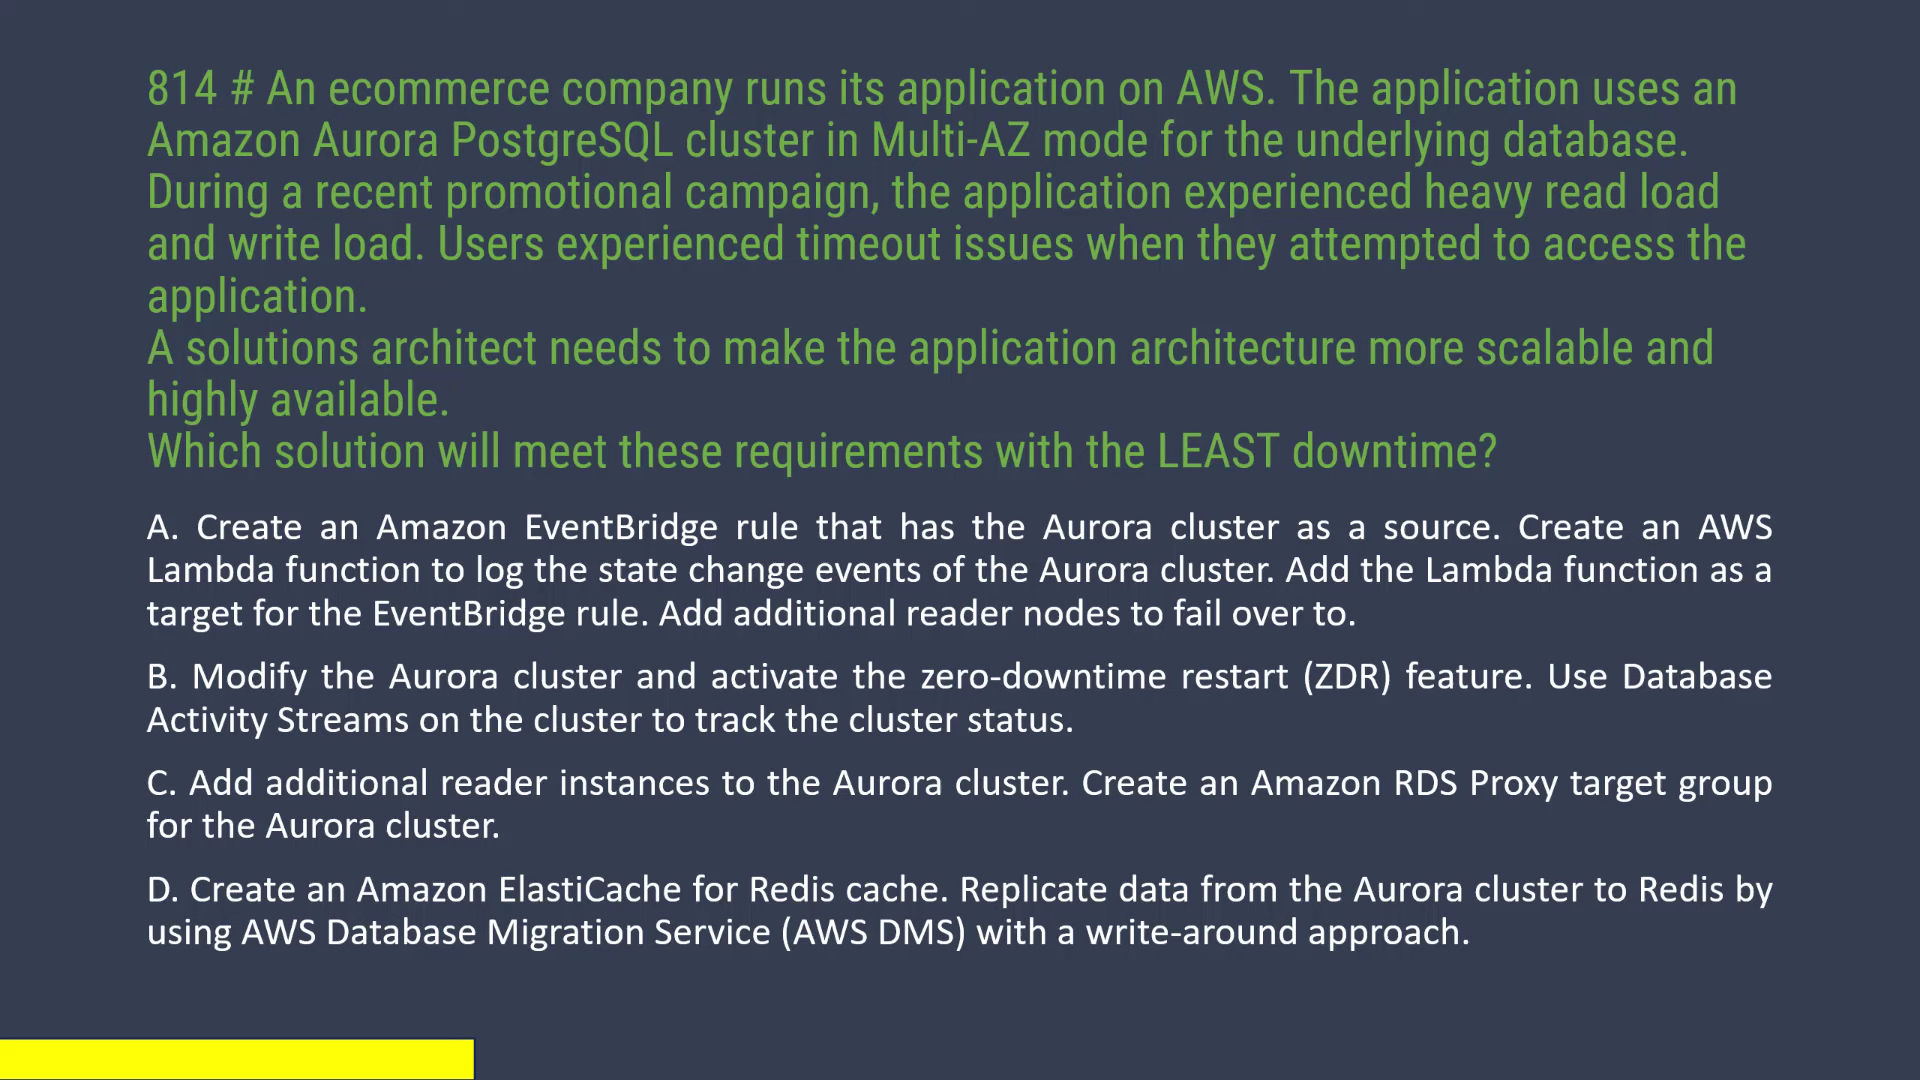 814 # An ecommerce company runs its application on AWS. The application uses an
Amazon Aurora PostgreSQL cluster in Multi-AZ mode for the underlying database.
During a recent promotional campaign, the application experienced heavy read load
and write load. Users experienced timeout issues when they attempted to access the
application.
A solutions architect needs to make the application architecture more scalable and
highly available.
Which solution will meet these requirements with the LEAST downtime?
A. Create an Amazon EventBridge rule that has the Aurora cluster as a source. Create an AWS
Lambda function to log the state change events of the Aurora cluster. Add the Lambda function as a
target for the EventBridge rule. Add additional reader nodes to fail over to.
B. Modify the Aurora cluster and activate the zero-downtime restart (ZDR) feature. Use Database
Activity Streams on the cluster to track the cluster status.
C. Add additional reader instances to the Aurora cluster. Create an Amazon RDS Proxy target group
for the Aurora cluster.
D. Create an Amazon ElastiCache for Redis cache. Replicate data from the Aurora cluster to Redis by
using AWS Database Migration Service (AWS DMS) with a write-around approach.